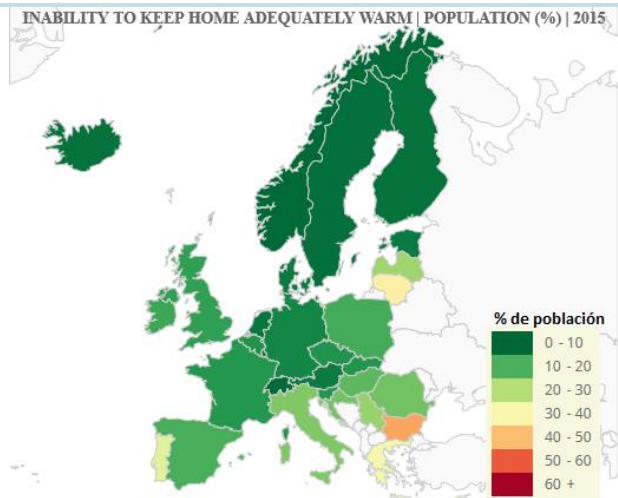 INABILITY TO KEEP HOME ADEQUATELY WARM | POPULATION (%) | 2015
% de población
0 - 10
10 - 20
20 - 30
30 - 40
40 - 50
50 - 60
60 +